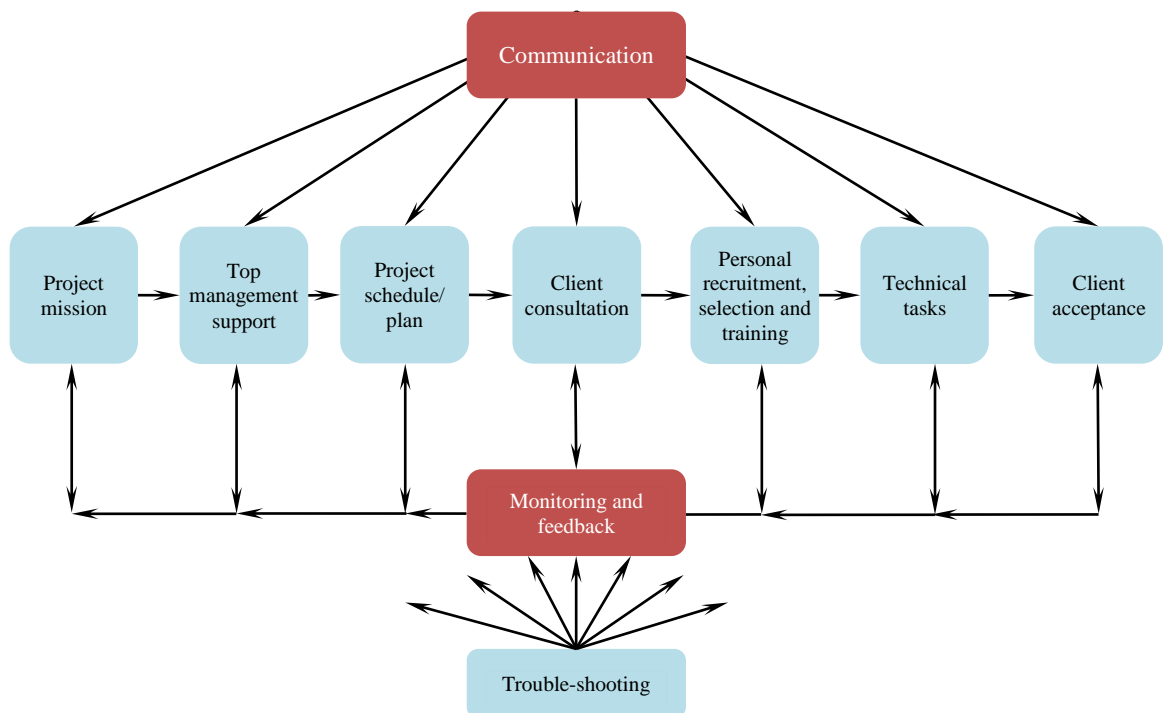 Communication
Project
mission
Top
management
support
Project
schedule/
plan
Client
consultation
Personal
recruitment,
selection and
training
Technical
tasks
Client
acceptance
Monitoring and
feedback
Trouble-shooting